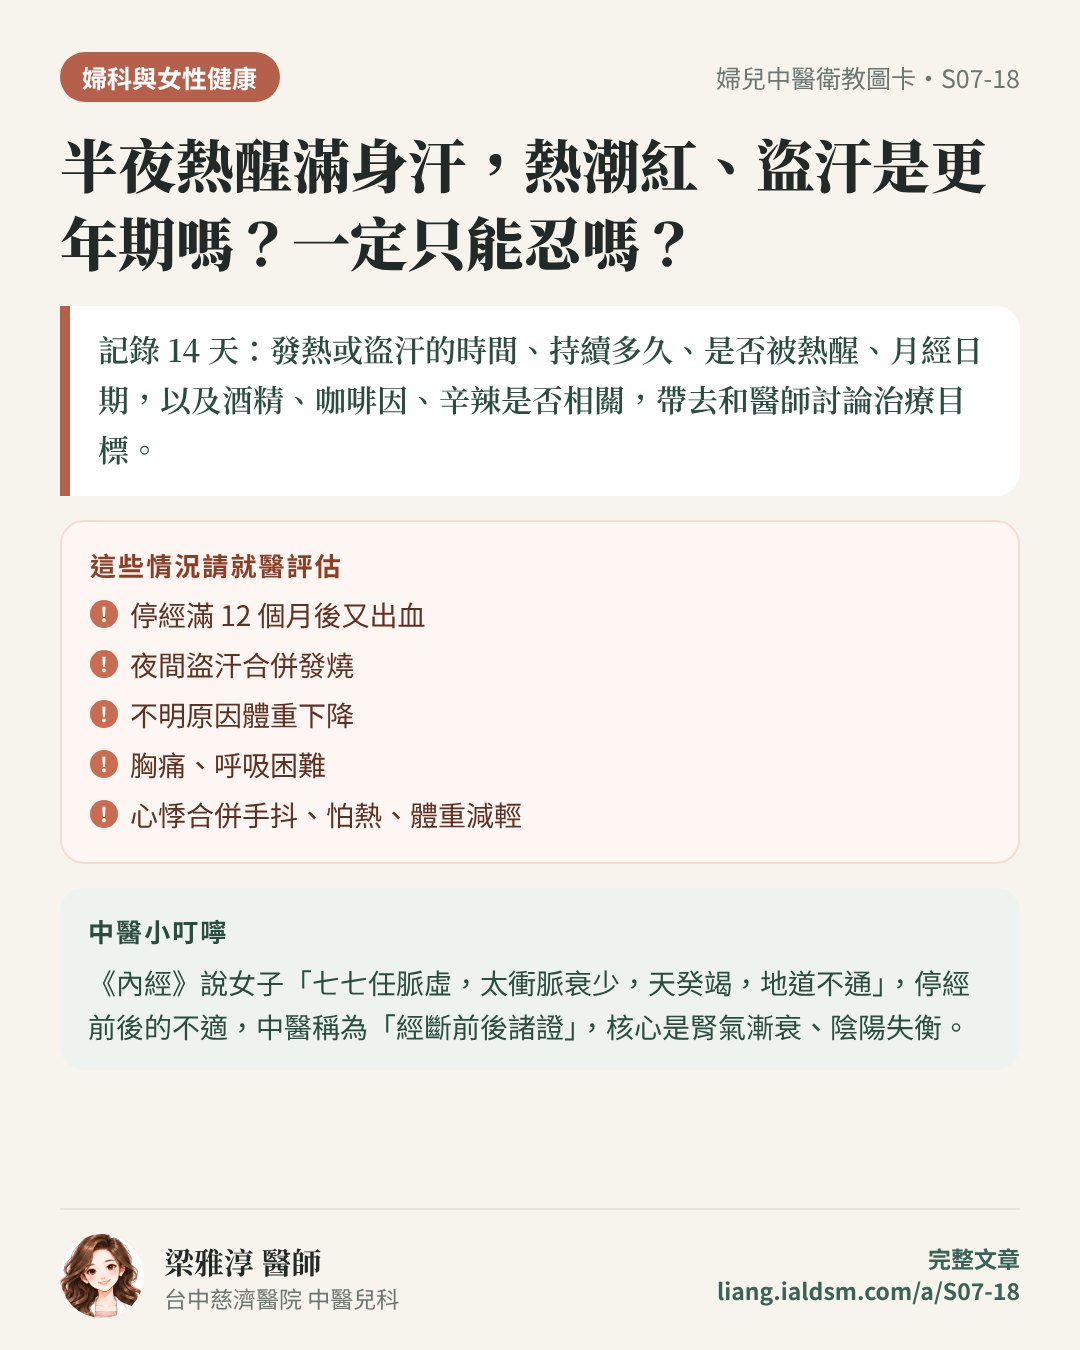 婦科與女性健康
婦兒中醫衛教圖卡・S07-18
半夜熱醒滿身汗，熱潮紅、盜汗是更
年期嗎？一定只能忍嗎？
記錄 14 天：發熱或盜汗的時間、持續多久、是否被熱醒、月經日
期，以及酒精、咖啡因、辛辣是否相關，帶去和醫師討論治療目
標。
這些情況請就醫評估
! 停經滿 12 個月後又出血
! 夜間盜汗合併發燒
! 不明原因體重下降
! 胸痛、呼吸困難
! 心悸合併手抖、怕熱、體重減輕
中醫小叮嚀
《內經》說女子「七七任脈虛，太衝脈衰少，天癸竭，地道不通」，停經
前後的不適，中醫稱為「經斷前後諸證」，核心是腎氣漸衰、陰陽失衡。
梁雅淳 醫師
台中慈濟醫院 中醫兒科
完整文章
liang.ialdsm.com/a/S07-18